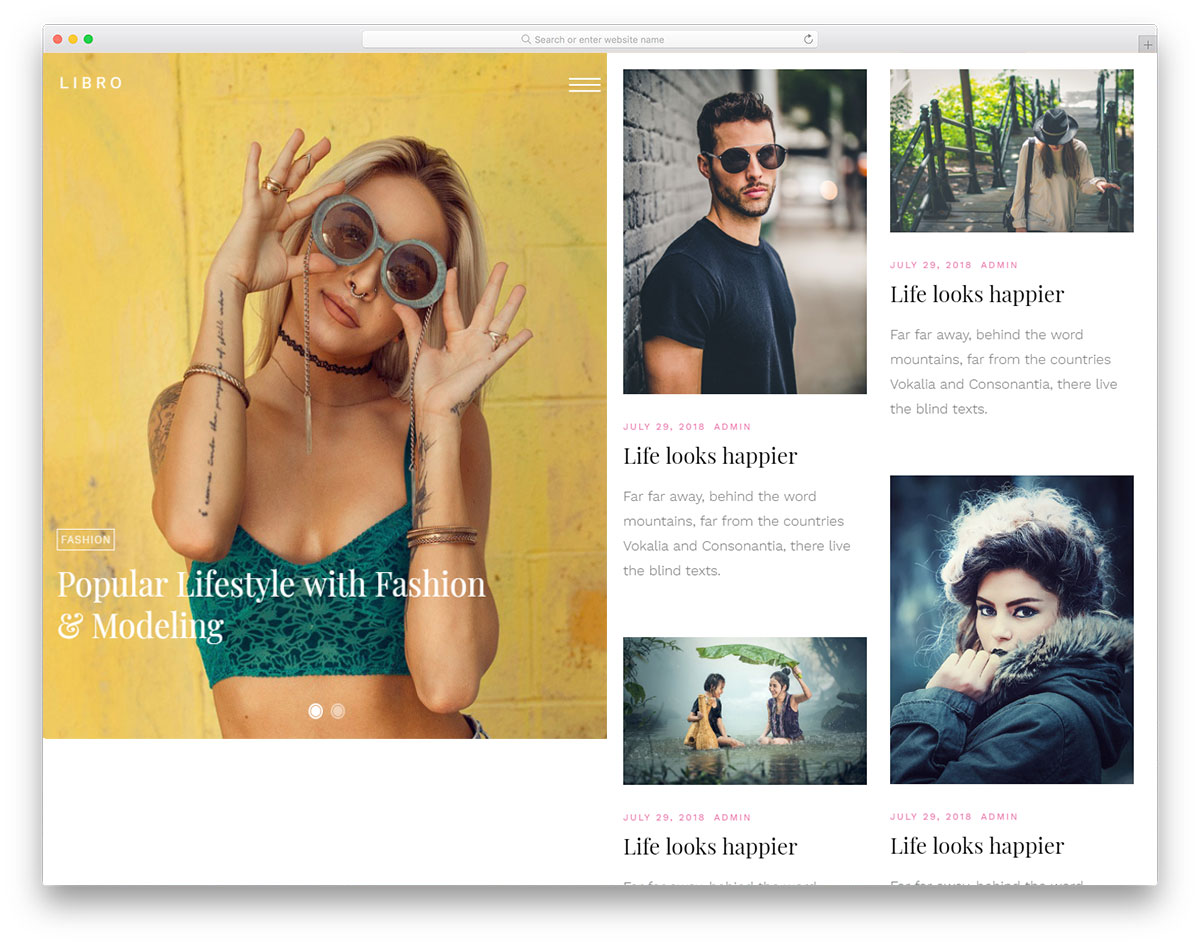 Search or enter website name
LIBRO
FASHION
Popular Lifestyle with Fashion
& Modeling
JULY 29, 2018 ADMIN
Life looks happier
Far far away, behind the word
mountains, far from the countries
Vokalia and Consonantia, there live
the blind texts.
JULY 29, 2018 ADMIN
Life looks happier
JULY 29, 2018 ADMIN
Life looks happier
Far far away, behind the word
mountains, far from the countries
Vokalia and Consonantia, there live
the blind texts.
JULY 29, 2018 ADMIN
Life looks happier